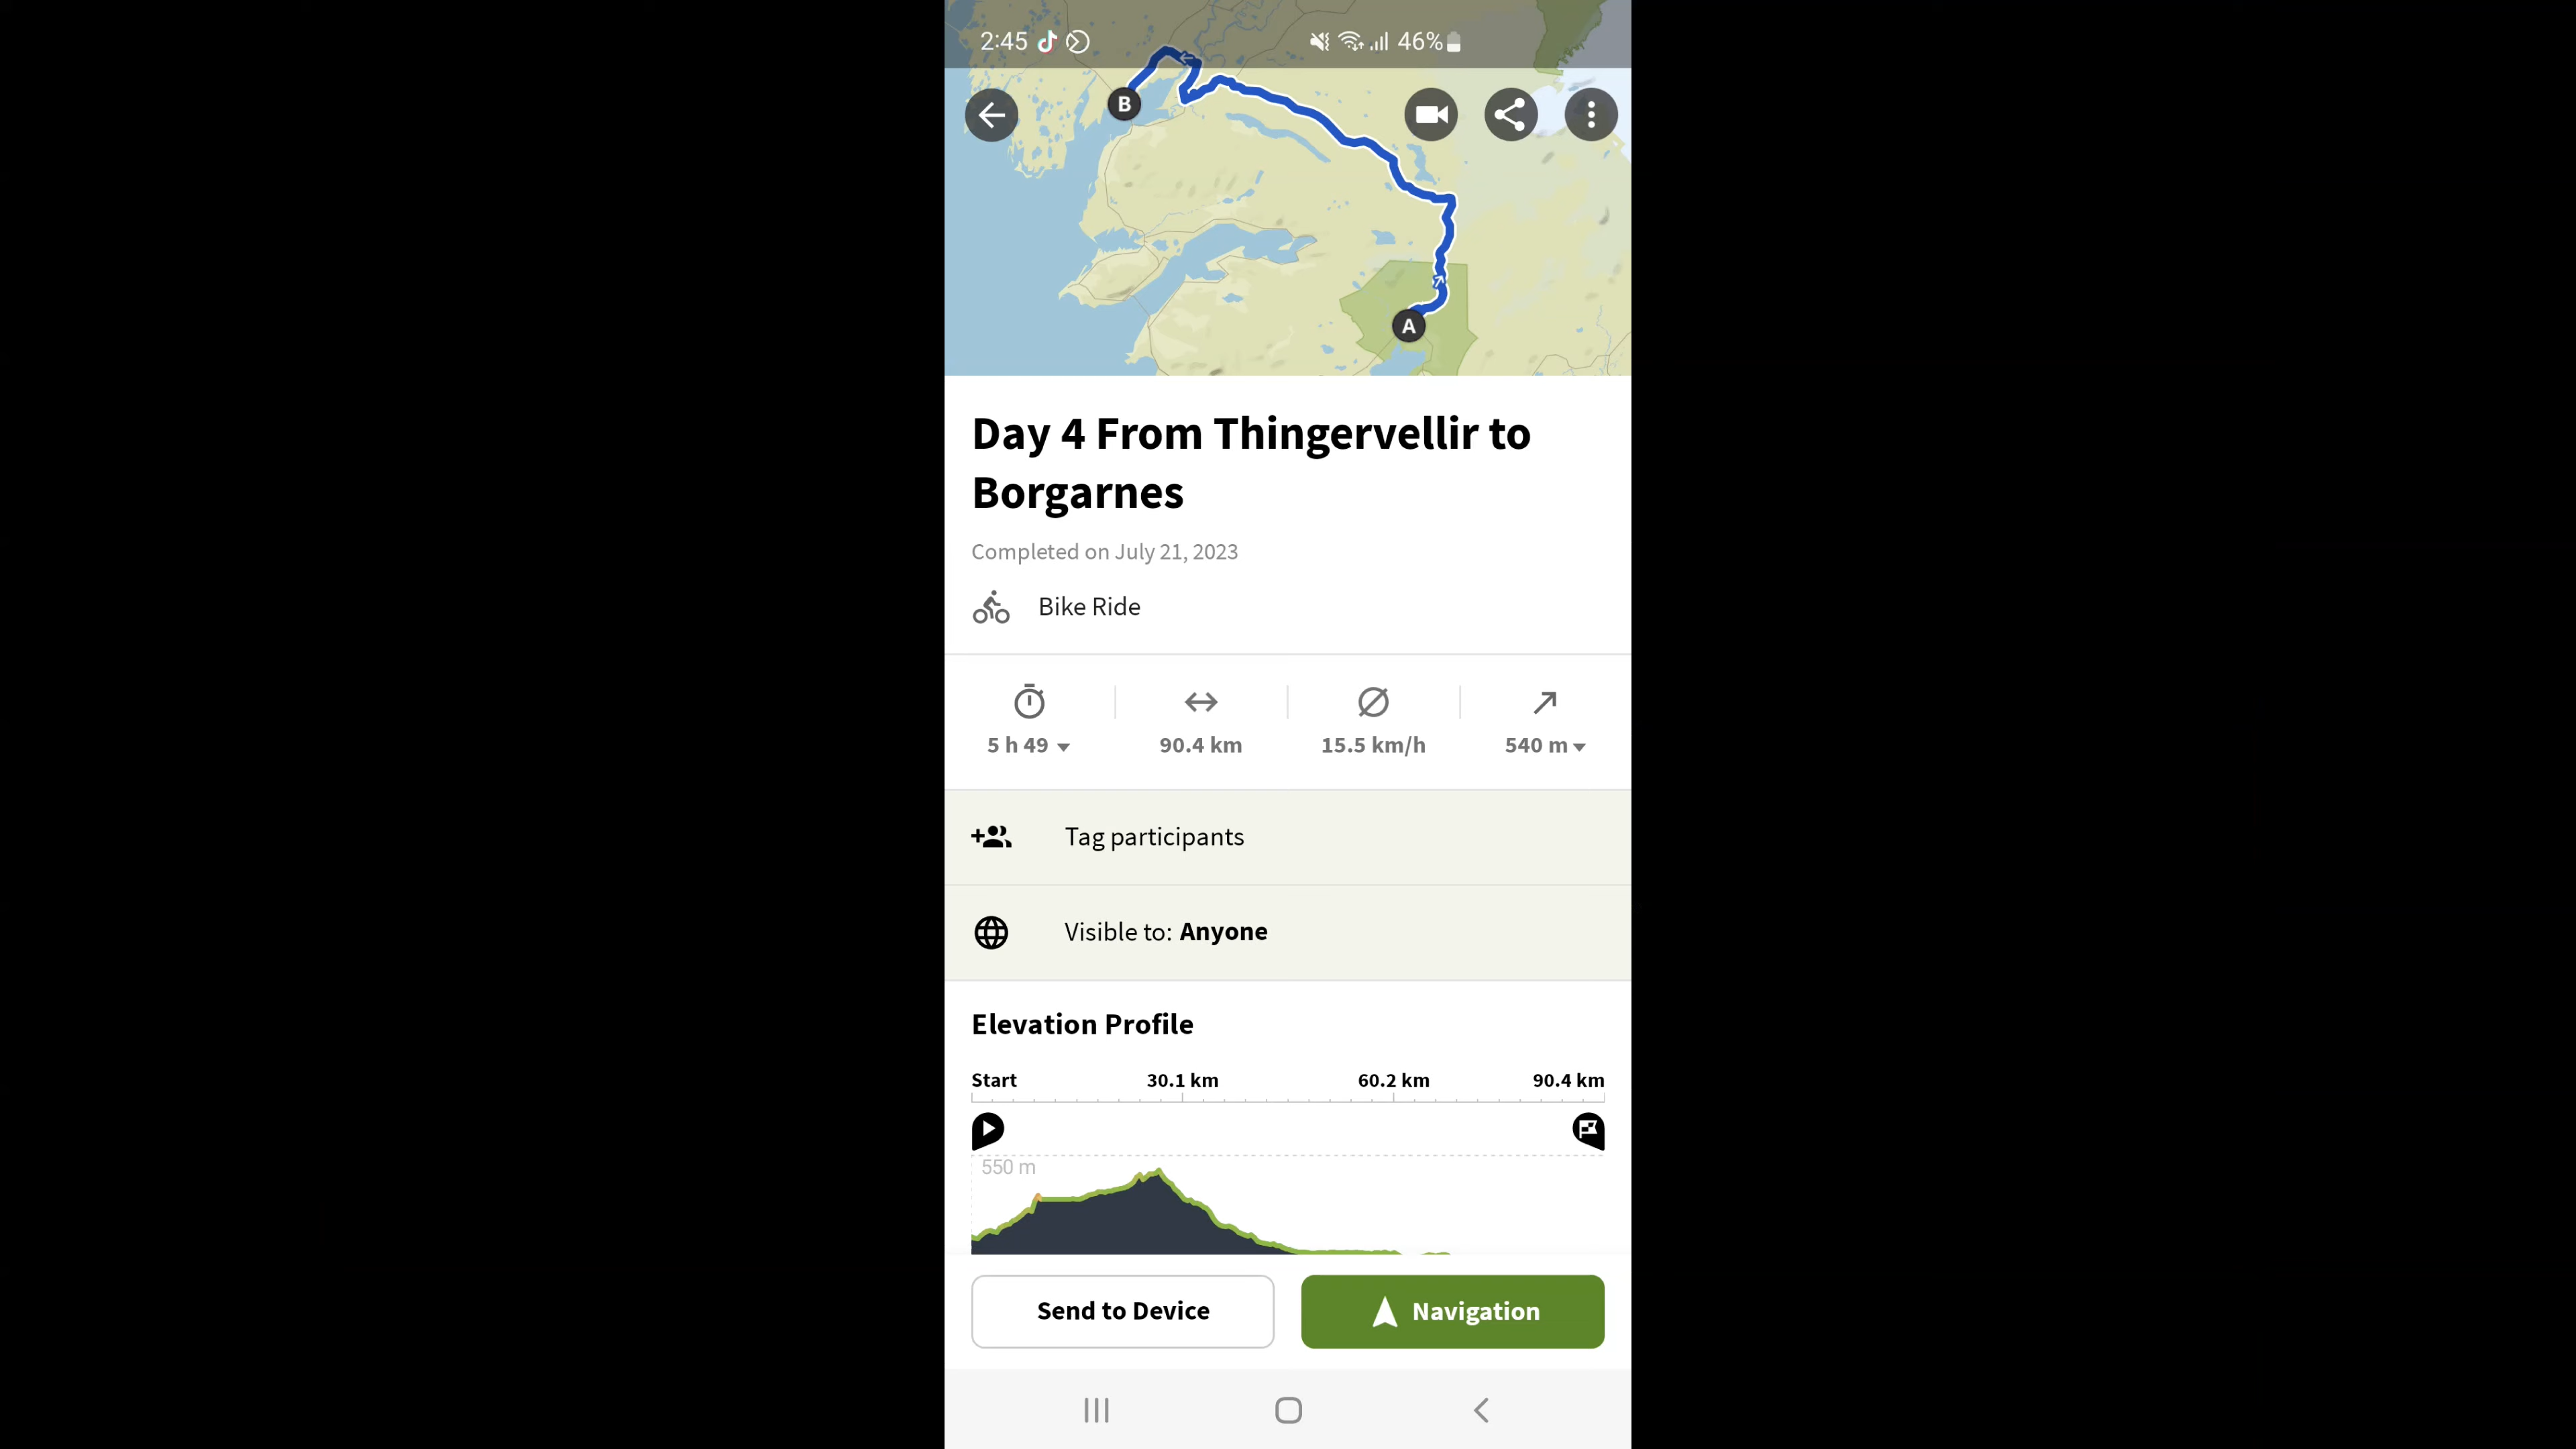 2:45 46%
B
A
Day 4 From Thingervellir to
Borgarnes
Completed on July 21, 2023
Bike Ride
5 h 49 90.4 km 15.5 km/h 540 m
Tag participants
Visible to: Anyone
Elevation Profile
Start 30.1 km 60.2 km 90.4 km
550 m
Send to Device Navigation